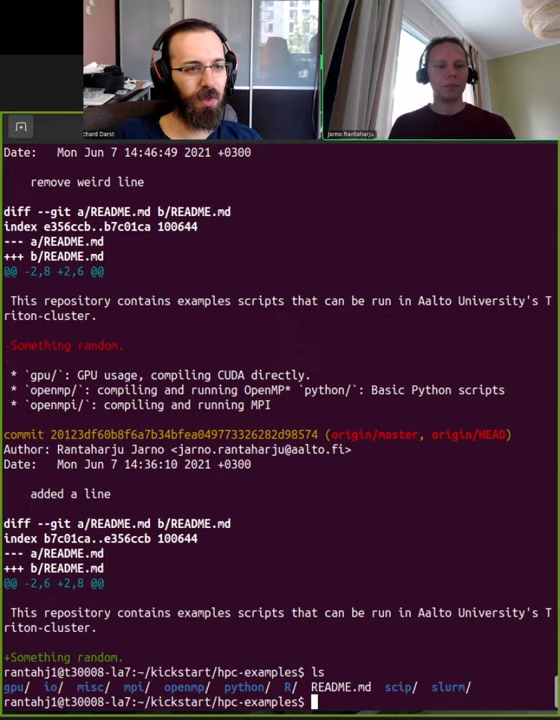 chard Darst
Jarno Rantaharju
Date:   Mon Jun 7 14:46:49 2021 +0300
remove weird line
diff --git a/README.md b/README.md
index e356ccb..b7c01ca 100644
--- a/README.md
+++ b/README.md
@@ -2,8 +2,6 @@
This repository contains examples scripts that can be run in Aalto University's T
riton-cluster.
-Something random.
-
* `gpu/`: GPU usage, compiling CUDA directly.
* `openmp/`: compiling and running OpenMP* `python/`: Basic Python scripts
* `openmpi/`: compiling and running MPI
commit 20123df60b8f6a7b34bfea049773326282d98574 (origin/master, origin/HEAD)
Author: Rantaharju Jarno <jarno.rantaharju@aalto.fi>
Date:   Mon Jun 7 14:36:10 2021 +0300
added a line
diff --git a/README.md b/README.md
index b7c01ca..e356ccb 100644
--- a/README.md
+++ b/README.md
@@ -2,6 +2,8 @@
This repository contains examples scripts that can be run in Aalto University's T
riton-cluster.
+Something random.
rantahj1@t30008-la7:~/kickstart/hpc-examples$ ls
gpu/  io/  misc/  mpi/  openmp/  python/  R/  README.md  scip/  slurm/
rantahj1@t30008-la7:~/kickstart/hpc-examples$